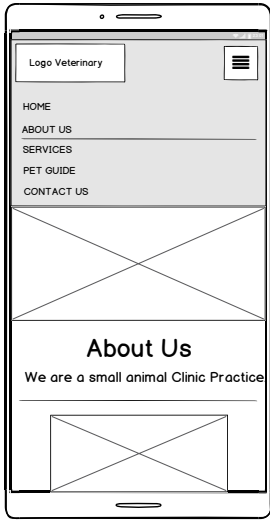 Logo Veterinary
HOME
ABOUT US
SERVICES
PET GUIDE
CONTACT US
About Us
We are a small animal Clinic Practice